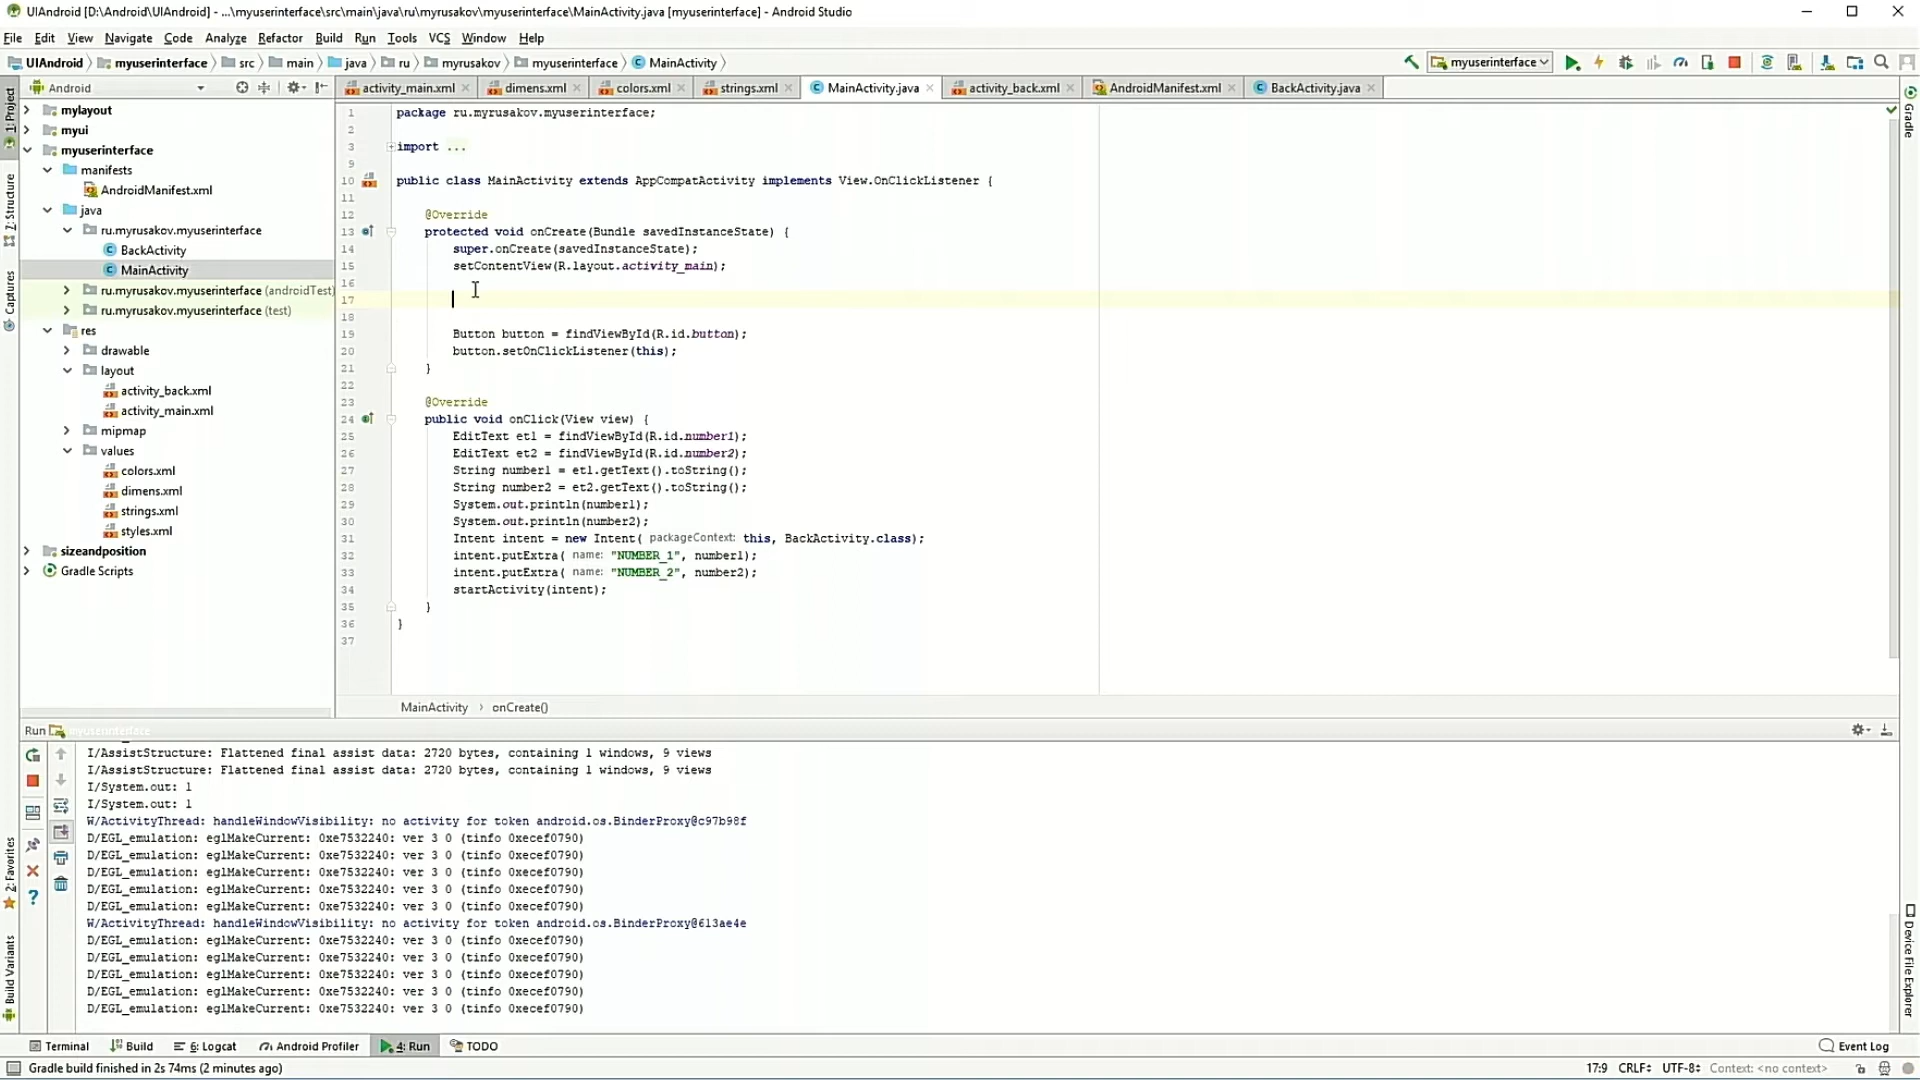 UIAndroid [D:\Android\UIAndroid] - ...\myuserinterface\src\main\java\ru\myrusakov\myuserinterface\MainActivity.java [myuserinterface] - Android Studio
File Edit View Navigate Code Analyze Refactor Build Run Tools VCS Window Help
UIAndroid myuserinterface src main java ru myrusakov myuserinterface MainActivity myuserinterface
Android activity_main.xml dimens.xml colors.xml strings.xml MainActivity.java activity_back.xml AndroidManifest.xml BackActivity.java
1: Project
Z: Structure
Captures
2: Favorites
Build Variants
Gradle
Device File Explorer
mylayout
myui
myuserinterface
manifests
AndroidManifest.xml
java
ru.myrusakov.myuserinterface
BackActivity
MainActivity
ru.myrusakov.myuserinterface (androidTest)
ru.myrusakov.myuserinterface (test)
res
drawable
layout
activity_back.xml
activity_main.xml
mipmap
values
colors.xml
dimens.xml
strings.xml
styles.xml
sizeandposition
Gradle Scripts
1 package ru.myrusakov.myuserinterface;
2
3 import ...
9
10 public class MainActivity extends AppCompatActivity implements View.OnClickListener {
11
12 @Override
13 protected void onCreate(Bundle savedInstanceState) {
14 super.onCreate(savedInstanceState);
15 setContentView(R.layout.activity_main);
16
17
18
19 Button button = findViewById(R.id.button);
20 button.setOnClickListener(this);
21 }
22
23 @Override
24 public void onClick(View view) {
25 EditText et1 = findViewById(R.id.number1);
26 EditText et2 = findViewById(R.id.number2);
27 String number1 = et1.getText().toString();
28 String number2 = et2.getText().toString();
29 System.out.println(number1);
30 System.out.println(number2);
31 Intent intent = new Intent( packageContext: this, BackActivity.class);
32 intent.putExtra( name: "NUMBER_1", number1);
33 intent.putExtra( name: "NUMBER_2", number2);
34 startActivity(intent);
35 }
36 }
37
MainActivity › onCreate()
Run myuserinterface
I/AssistStructure: Flattened final assist data: 2720 bytes, containing 1 windows, 9 views
I/AssistStructure: Flattened final assist data: 2720 bytes, containing 1 windows, 9 views
I/System.out: 1
I/System.out: 1
W/ActivityThread: handleWindowVisibility: no activity for token android.os.BinderProxy@c97b98f
D/EGL_emulation: eglMakeCurrent: 0xe7532240: ver 3 0 (tinfo 0xecef0790)
D/EGL_emulation: eglMakeCurrent: 0xe7532240: ver 3 0 (tinfo 0xecef0790)
D/EGL_emulation: eglMakeCurrent: 0xe7532240: ver 3 0 (tinfo 0xecef0790)
D/EGL_emulation: eglMakeCurrent: 0xe7532240: ver 3 0 (tinfo 0xecef0790)
D/EGL_emulation: eglMakeCurrent: 0xe7532240: ver 3 0 (tinfo 0xecef0790)
W/ActivityThread: handleWindowVisibility: no activity for token android.os.BinderProxy@613ae4e
D/EGL_emulation: eglMakeCurrent: 0xe7532240: ver 3 0 (tinfo 0xecef0790)
D/EGL_emulation: eglMakeCurrent: 0xe7532240: ver 3 0 (tinfo 0xecef0790)
D/EGL_emulation: eglMakeCurrent: 0xe7532240: ver 3 0 (tinfo 0xecef0790)
D/EGL_emulation: eglMakeCurrent: 0xe7532240: ver 3 0 (tinfo 0xecef0790)
D/EGL_emulation: eglMakeCurrent: 0xe7532240: ver 3 0 (tinfo 0xecef0790)
Terminal Build 6: Logcat Android Profiler 4: Run TODO Event Log
Gradle build finished in 2s 74ms (2 minutes ago) 17:9 CRLF UTF-8 Context: <no context>